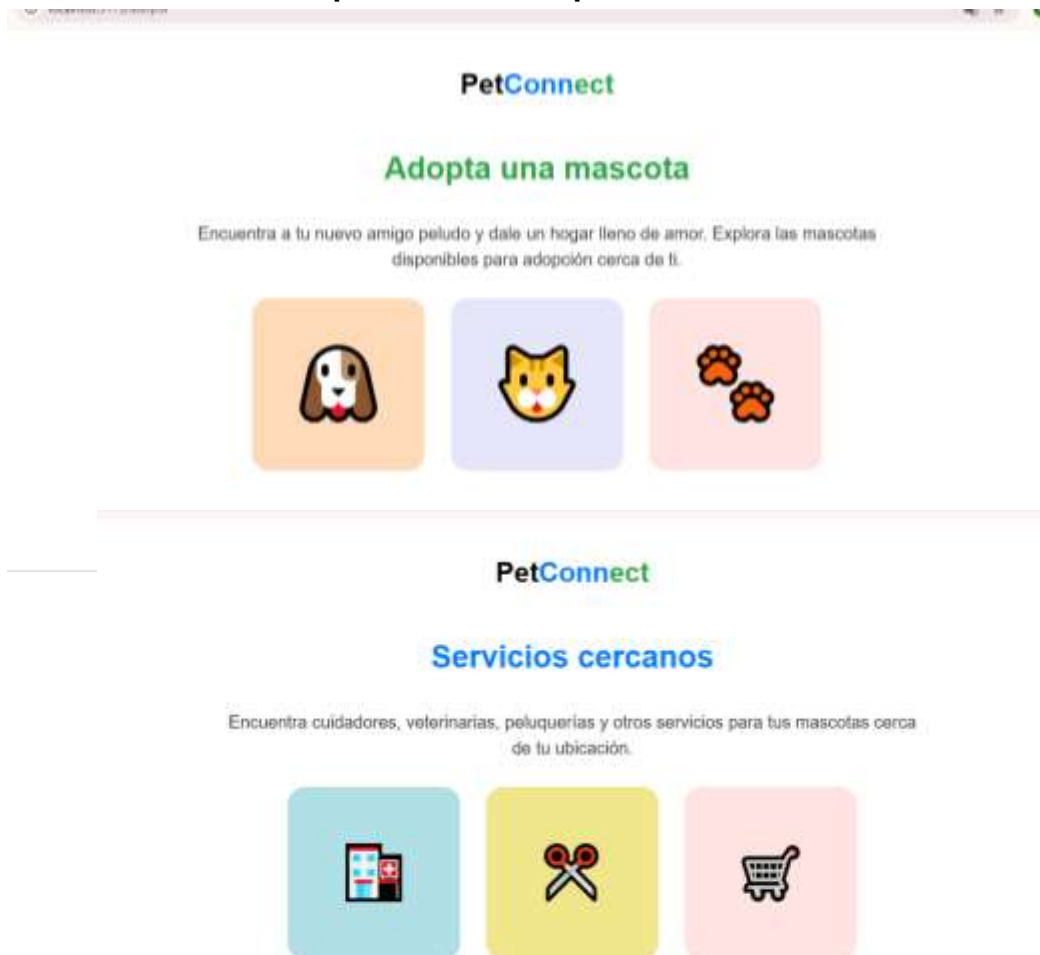 PetConnect
Adopta una mascota
Encuentra a tu nuevo amigo peludo y dale un hogar lleno de amor. Explora las mascotas
disponibles para adopción cerca de ti.
PetConnect
Servicios cercanos
Encuentra cuidadores, veterinarias, peluquerías y otros servicios para tus mascotas cerca
de tu ubicación.